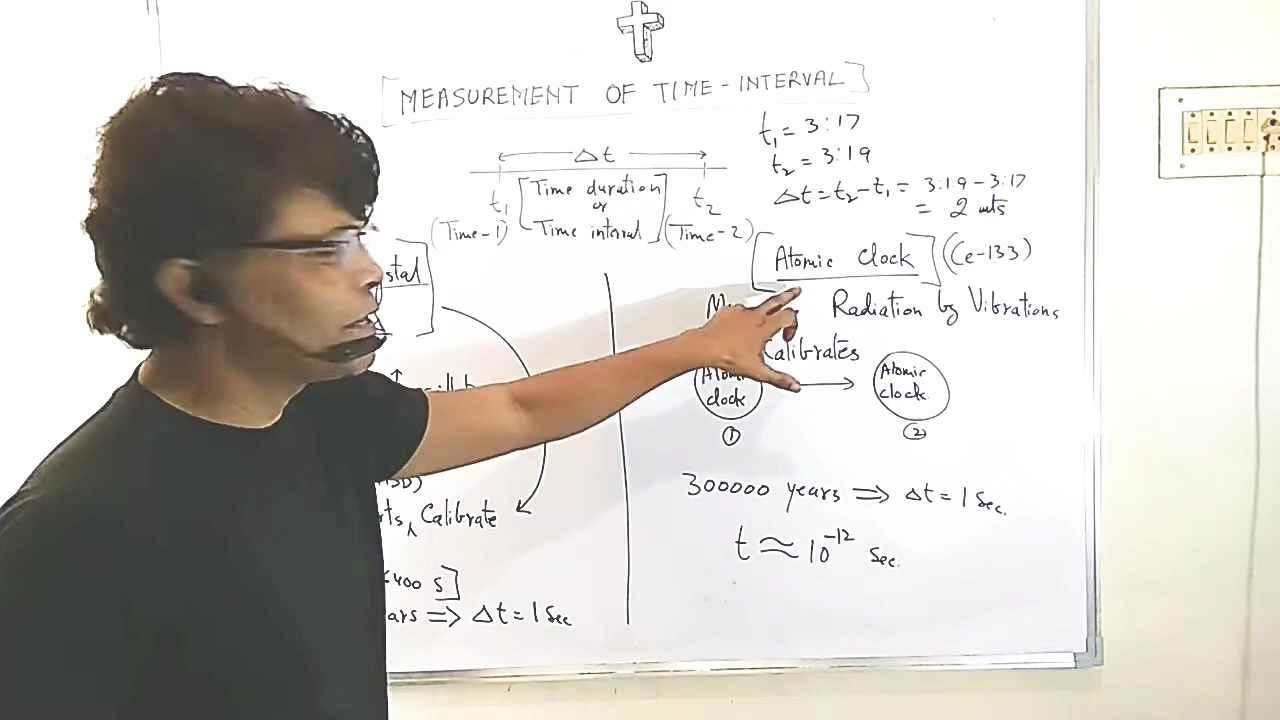 [MEASUREMENT OF TIME-INTERVAL]
t₁ = 3:17
t₂ = 3:19
Δt = t₂-t₁ = 3:19 - 3:17
= 2 mts
Δt
t₁ [Time duration or Time interval] t₂
(Time-1) (Time-2)
stal
[Atomic Clock] (Ce-133)
Radiation by Vibrations
Calibrates
Atomic clock → Atomic clock.
① ②
Calibrate
400 s]
ars ⇒ Δt = 1 Sec
300000 years ⇒ Δt = 1 Sec.
t ≈ 10⁻¹² Sec.